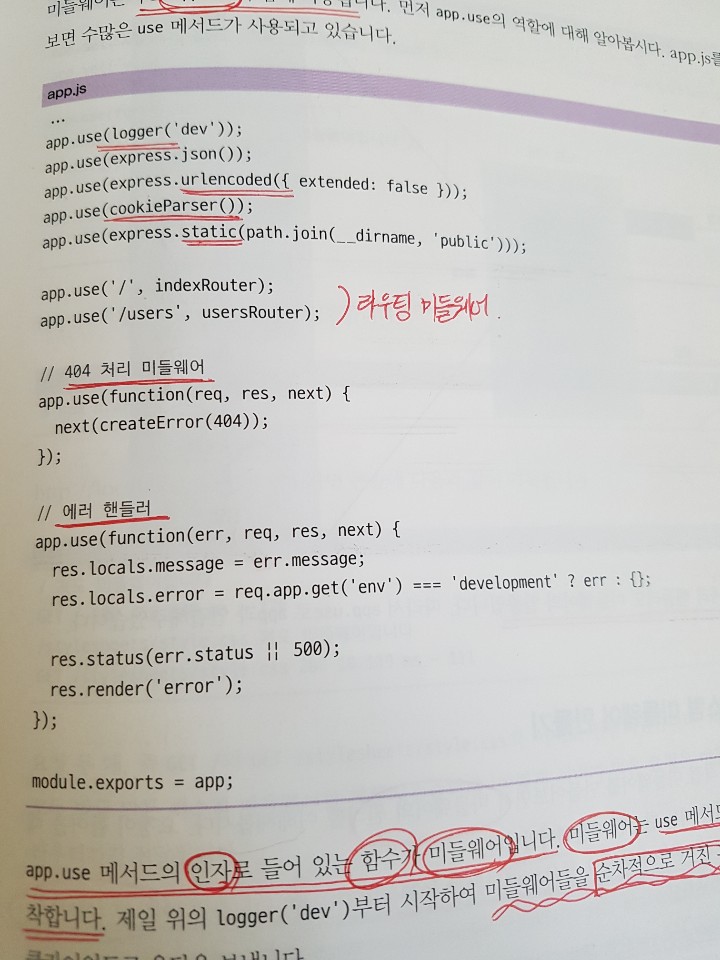 미들웨어는
다. 먼저 app.use의 역할에 대해 알아봅시다. app.js를
보면 수많은 use 메서드가 사용되고 있습니다.
app.js
...
app.use(logger('dev'));
app.use(express.json());
app.use(express.urlencoded({ extended: false }));
app.use(cookieParser());
app.use(express.static(path.join(__dirname, 'public')));
app.use('/', indexRouter);
app.use('/users', usersRouter);
) 라우팅 미들웨어.
// 404 처리 미들웨어
app.use(function(req, res, next) {
next(createError(404));
});
// 에러 핸들러
app.use(function(err, req, res, next) {
res.locals.message = err.message;
res.locals.error = req.app.get('env') === 'development' ? err : {};
res.status(err.status || 500);
res.render('error');
});
module.exports = app;
app.use 메서드의 인자로 들어 있는 함수가 미들웨어입니다. 미들웨어는 use 메서드
착합니다. 제일 위의 logger('dev')부터 시작하여 미들웨어들을 순차적으로 거친